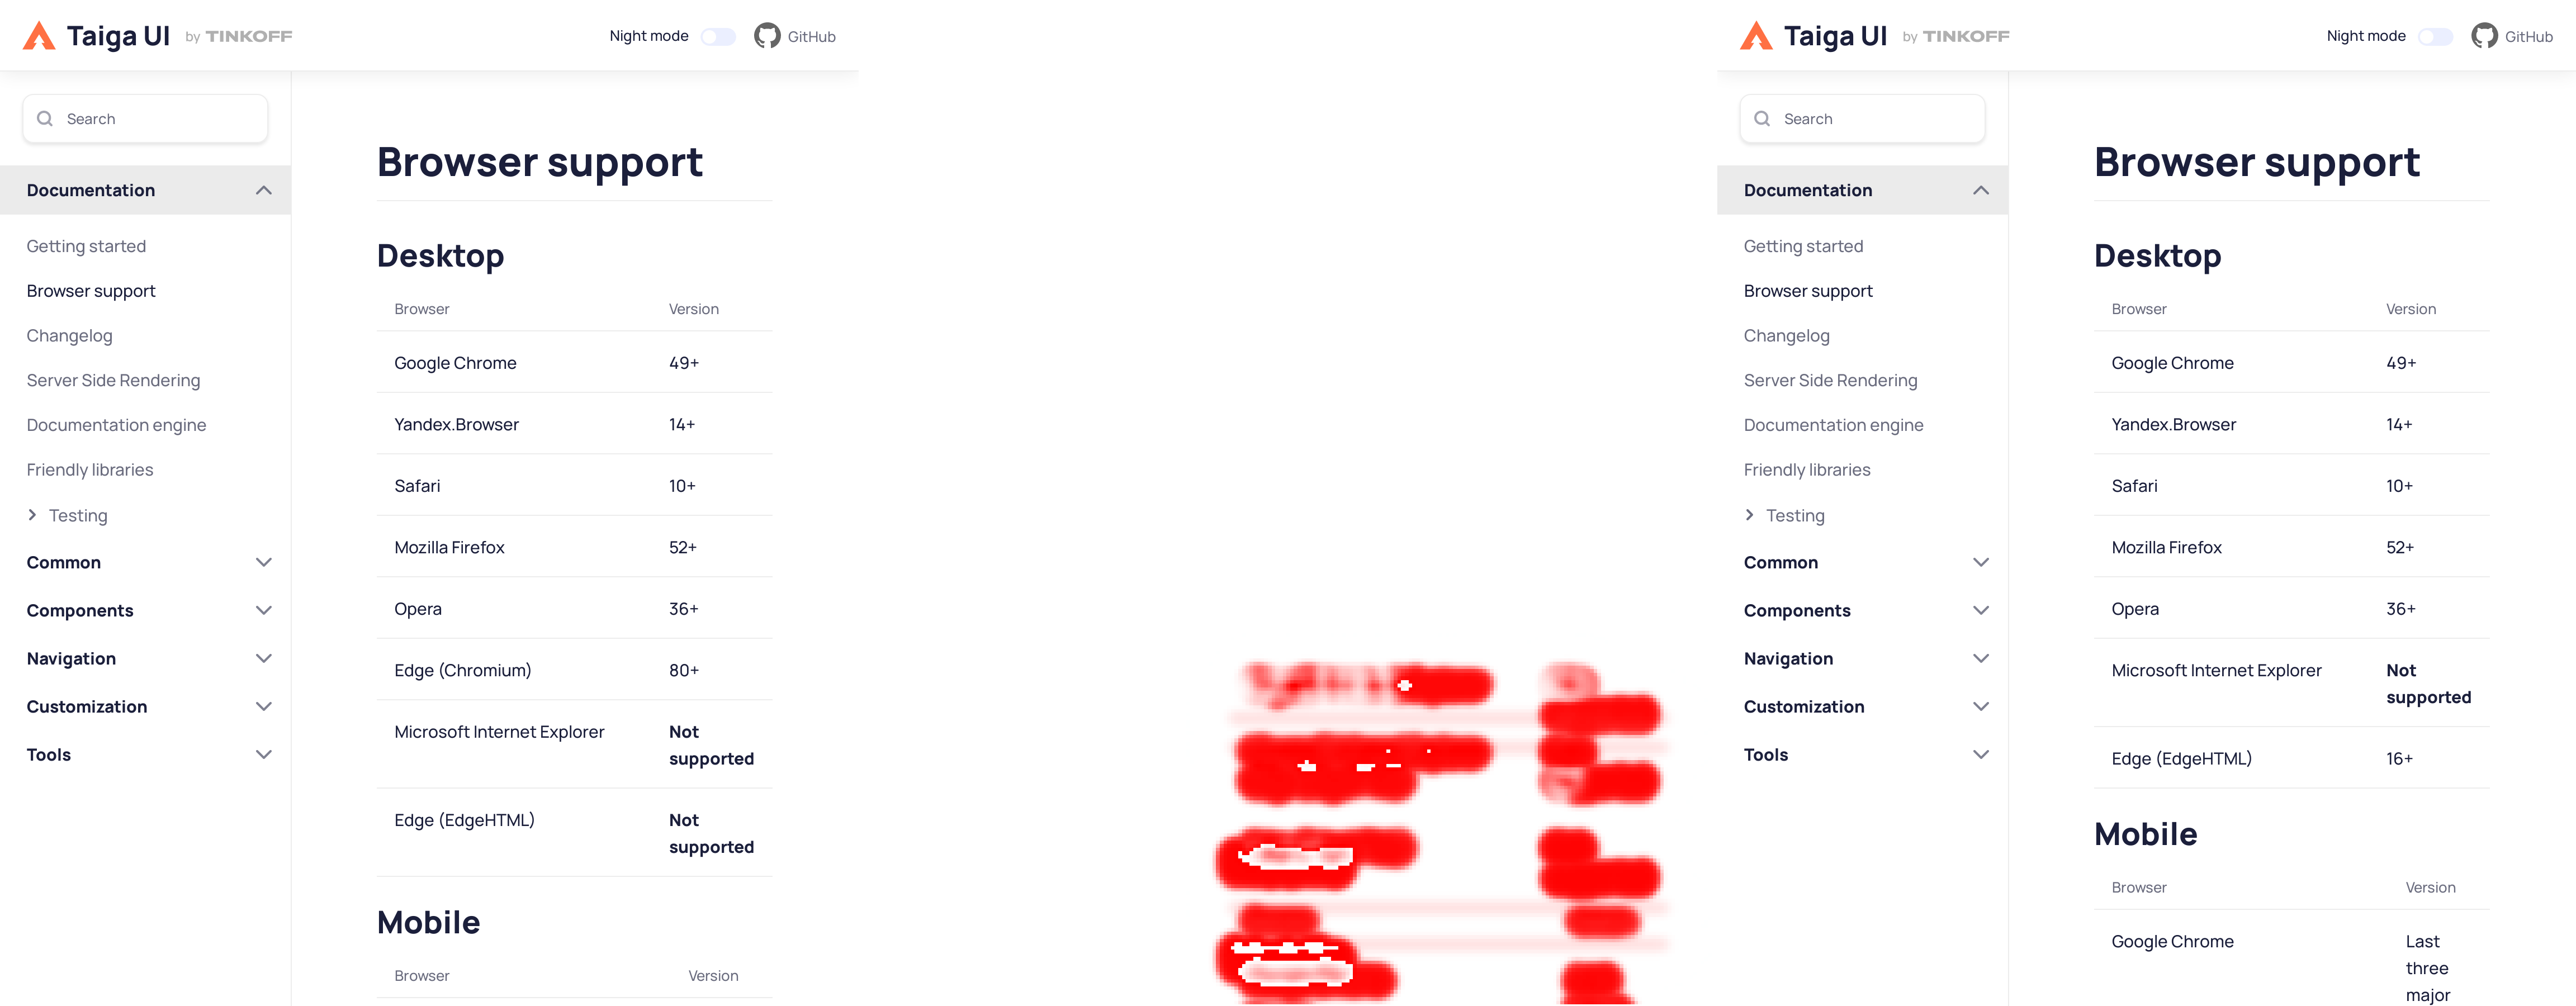 Taiga UI by TINKOFF
Night mode GitHub
Search
Documentation
Getting started
Browser support
Changelog
Server Side Rendering
Documentation engine
Friendly libraries
Testing
Common
Components
Navigation
Customization
Tools
Browser support
Desktop
Browser Version
Google Chrome 49+
Yandex.Browser 14+
Safari 10+
Mozilla Firefox 52+
Opera 36+
Edge (Chromium) 80+
Microsoft Internet Explorer Not
supported
Edge (EdgeHTML) Not
supported
Mobile
Browser Version
Taiga UI by TINKOFF
Night mode GitHub
Search
Documentation
Getting started
Browser support
Changelog
Server Side Rendering
Documentation engine
Friendly libraries
Testing
Common
Components
Navigation
Customization
Tools
Browser support
Desktop
Browser Version
Google Chrome 49+
Yandex.Browser 14+
Safari 10+
Mozilla Firefox 52+
Opera 36+
Microsoft Internet Explorer Not
supported
Edge (EdgeHTML) 16+
Mobile
Browser Version
Google Chrome Last
three
major